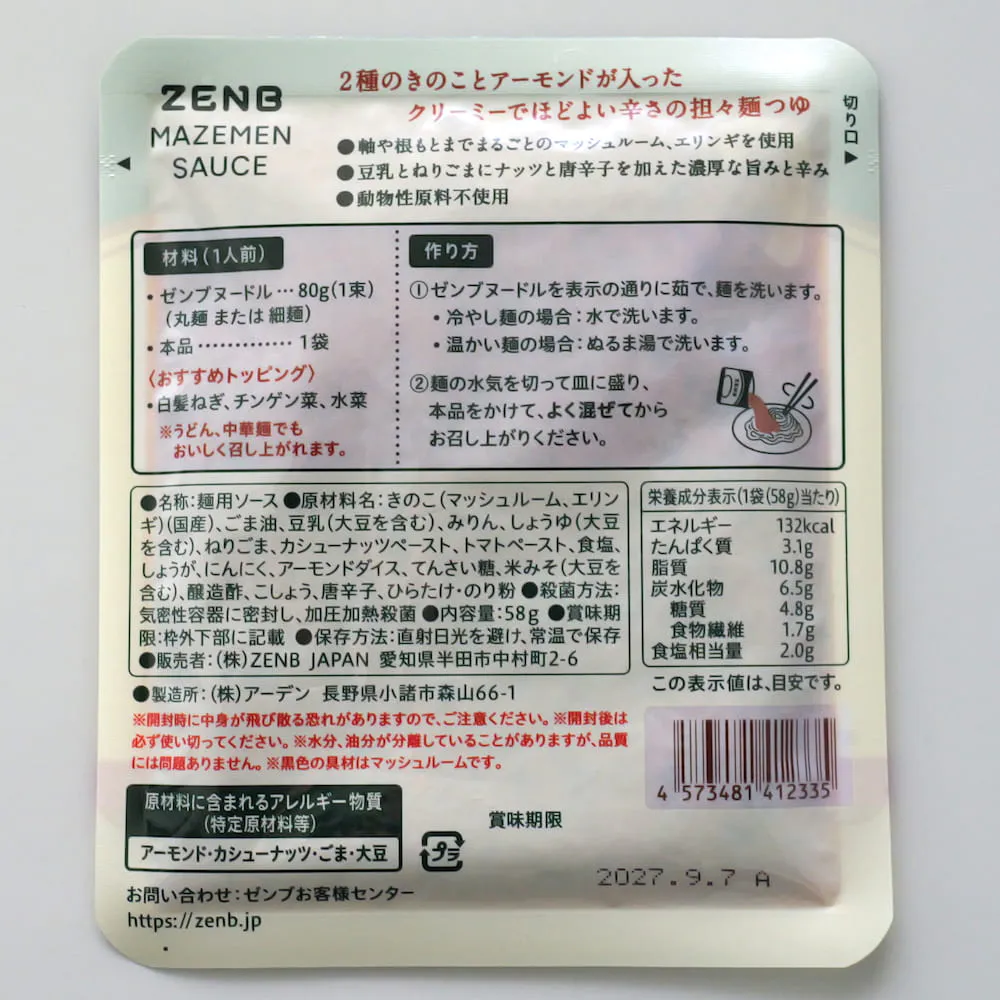 ZENB
MAZEMEN
SAUCE
2種のきのことアーモンドが入った
クリーミーでほどよい辛さの担々麺つゆ
●軸や根もとまでまるごとのマッシュルーム、エリンギを使用
●豆乳とねりごまにナッツと唐辛子を加えた濃厚な旨みと辛み
●動物性原料不使用
切り口▶
◀
材料(1人前)
・ゼンブヌードル…80g(1束)
(丸麺 または 細麺)
・本品…………1袋
〈おすすめトッピング〉
・白髪ねぎ、チンゲン菜、水菜
※うどん、中華麺でも
おいしく召し上がれます。
作り方
①ゼンブヌードルを表示の通りに茹で、麺を洗います。
・冷やし麺の場合:水で洗います。
・温かい麺の場合:ぬるま湯で洗います。
②麺の水気を切って皿に盛り、
本品をかけて、よく混ぜてから
お召し上がりください。
●名称:麺用ソース ●原材料名:きのこ(マッシュルーム、エリン
ギ)(国産)、ごま油、豆乳(大豆を含む)、みりん、しょうゆ(大豆
を含む)、ねりごま、カシューナッツペースト、トマトペースト、食塩、
しょうが、にんにく、アーモンドダイス、てんさい糖、米みそ(大豆を
含む)、醸造酢、こしょう、唐辛子、ひらたけ・のり粉 ●殺菌方法:
気密性容器に密封し、加圧加熱殺菌 ●内容量:58g ●賞味期
限:枠外下部に記載 ●保存方法:直射日光を避け、常温で保存
●販売者:(株)ZENB JAPAN 愛知県半田市中村町2-6
●製造所:(株)アーデン 長野県小諸市森山66-1
栄養成分表示(1袋(58g)当たり)
エネルギー 132kcal
たんぱく質 3.1g
脂質 10.8g
炭水化物 6.5g
糖質 4.8g
食物繊維 1.7g
食塩相当量 2.0g
この表示値は、目安です。
※開封時に中身が飛び散る恐れがありますので、ご注意ください。※開封後は
必ず使い切ってください。※水分、油分が分離していることがありますが、品質
には問題ありません。※黒色の具材はマッシュルームです。
4 573481 412335
原材料に含まれるアレルギー物質
(特定原材料等)
アーモンド・カシューナッツ・ごま・大豆
プラ
賞味期限
2027.9.7 A
お問い合わせ:ゼンブお客様センター
https://zenb.jp